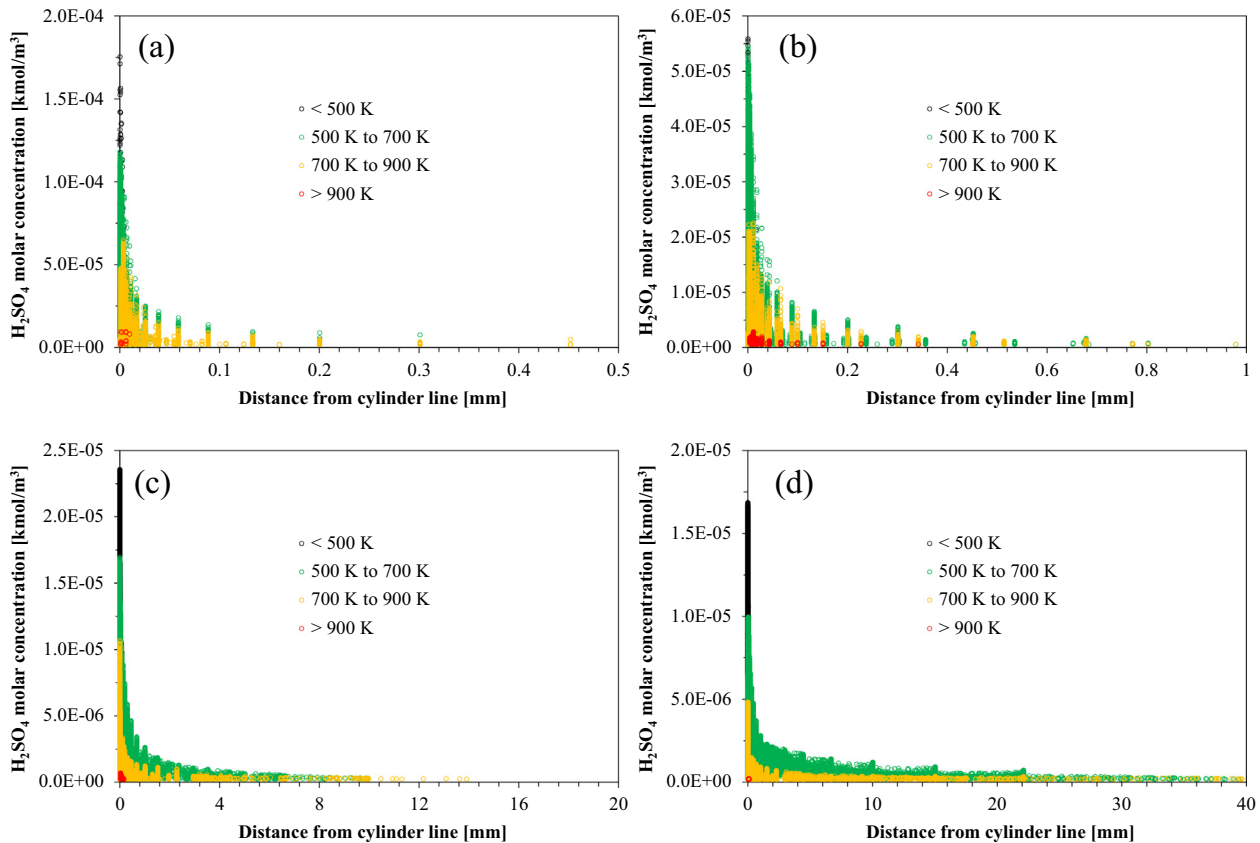 (a)
H₂SO₄ molar concentration [kmol/m³]
2.0E-04
1.5E-04
1.0E-04
5.0E-05
0.0E+00
< 500 K
500 K to 700 K
700 K to 900 K
> 900 K
0 0.1 0.2 0.3 0.4 0.5
Distance from cylinder line [mm]
(b)
H₂SO₄ molar concentration [kmol/m³]
6.0E-05
5.0E-05
4.0E-05
3.0E-05
2.0E-05
1.0E-05
0.0E+00
< 500 K
500 K to 700 K
700 K to 900 K
> 900 K
0 0.2 0.4 0.6 0.8 1
Distance from cylinder line [mm]
(c)
H₂SO₄ molar concentration [kmol/m³]
2.5E-05
2.0E-05
1.5E-05
1.0E-05
5.0E-06
0.0E+00
< 500 K
500 K to 700 K
700 K to 900 K
> 900 K
0 4 8 12 16 20
Distance from cylinder line [mm]
(d)
H₂SO₄ molar concentration [kmol/m³]
2.0E-05
1.5E-05
1.0E-05
5.0E-06
0.0E+00
< 500 K
500 K to 700 K
700 K to 900 K
> 900 K
0 10 20 30 40
Distance from cylinder line [mm]